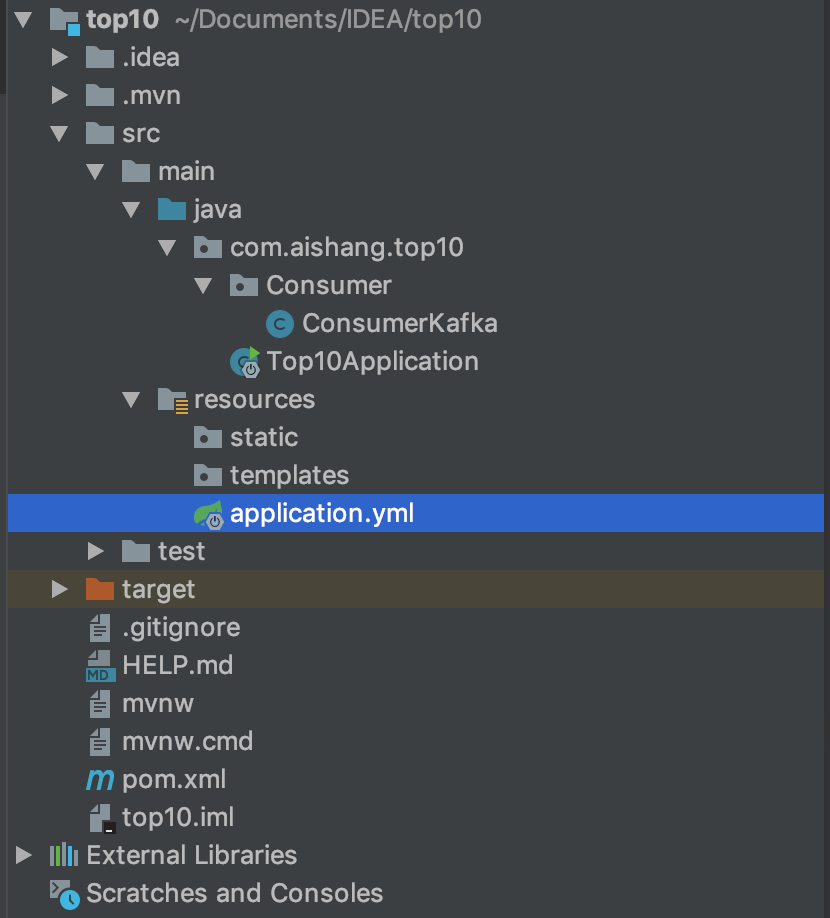 top10 ~/Documents/IDEA/top10
.idea
.mvn
src
main
java
com.aishang.top10
Consumer
C ConsumerKafka
C Top10Application
resources
static
templates
application.yml
test
target
.gitignore
MD HELP.md
mvnw
mvnw.cmd
m pom.xml
top10.iml
External Libraries
Scratches and Consoles